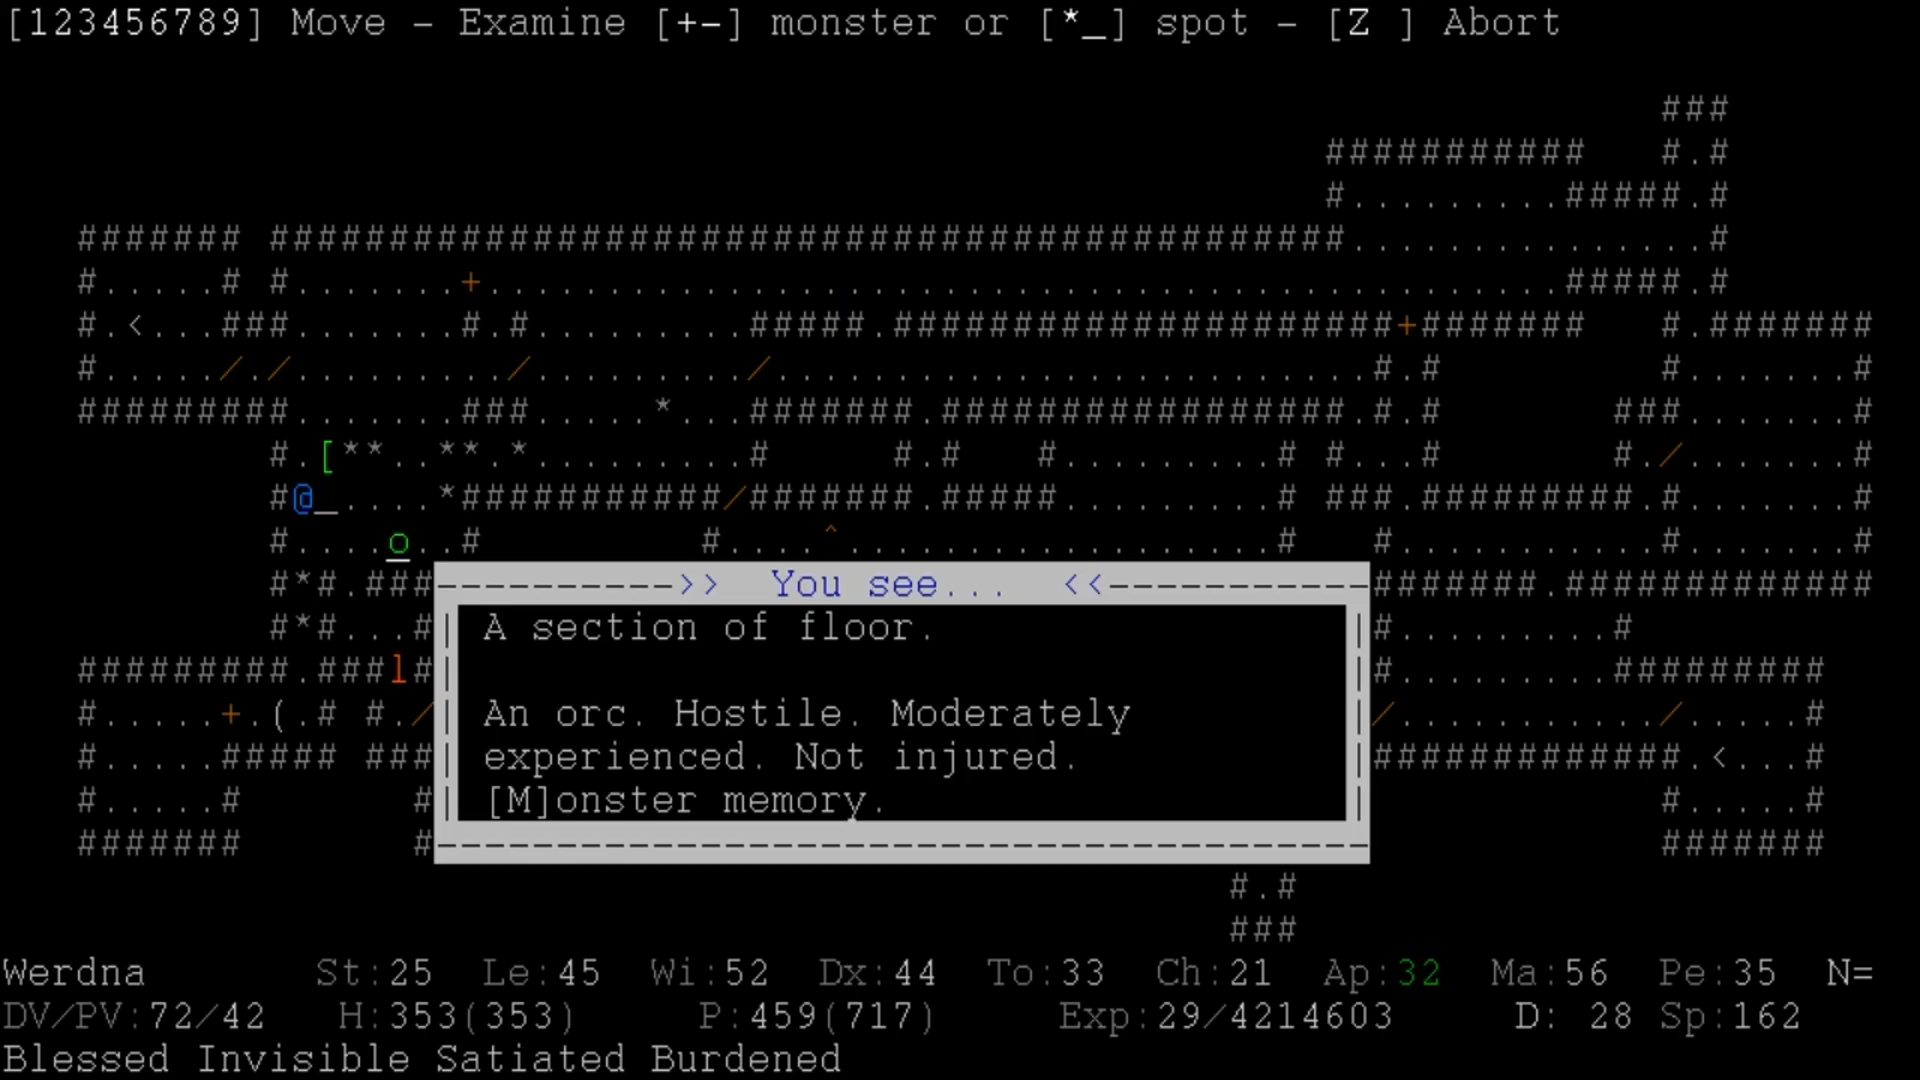 [123456789] Move - Examine [+-] monster or [*_] spot - [Z ] Abort
###
########### #.#
#.........#####.#
####### #############################################...............#
#.....# #.......+.............................................#####.#
#.<...###.......#.#.........#####.#####################+####### #.#######
#....././........./........./.........................#.# #.......#
#########.......###.....*...#######.#################.#.# ###.......#
#.[**..**.*.........# #.# #.........# #...# #./.......#
#@_....*###########/#######.#####.........# ###.#########.#.......#
#....o..# #....^..................# #...........#.......#
#*#.### #######.#############
#*#...# #.........#
#########.###l# #.........#########
#.....+.(.# #./ /.........../.....#
#.....##### ### #############.<...#
#.....# # #.....#
####### # #######
----------->> You see... <<-----------
A section of floor.
An orc. Hostile. Moderately
experienced. Not injured.
[M]onster memory.
#.#
###
Werdna St:25 Le:45 Wi:52 Dx:44 To:33 Ch:21 Ap:32 Ma:56 Pe:35 N=
DV/PV:72/42 H:353(353) P:459(717) Exp:29/4214603 D: 28 Sp:162
Blessed Invisible Satiated Burdened